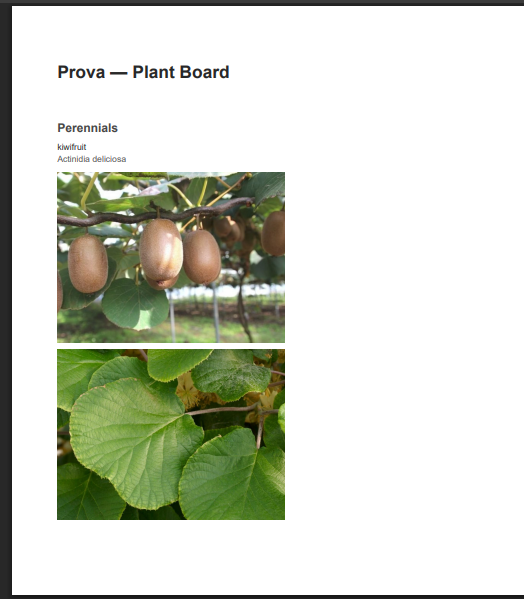 Prova — Plant Board
Perennials
kiwifruit
Actinidia deliciosa